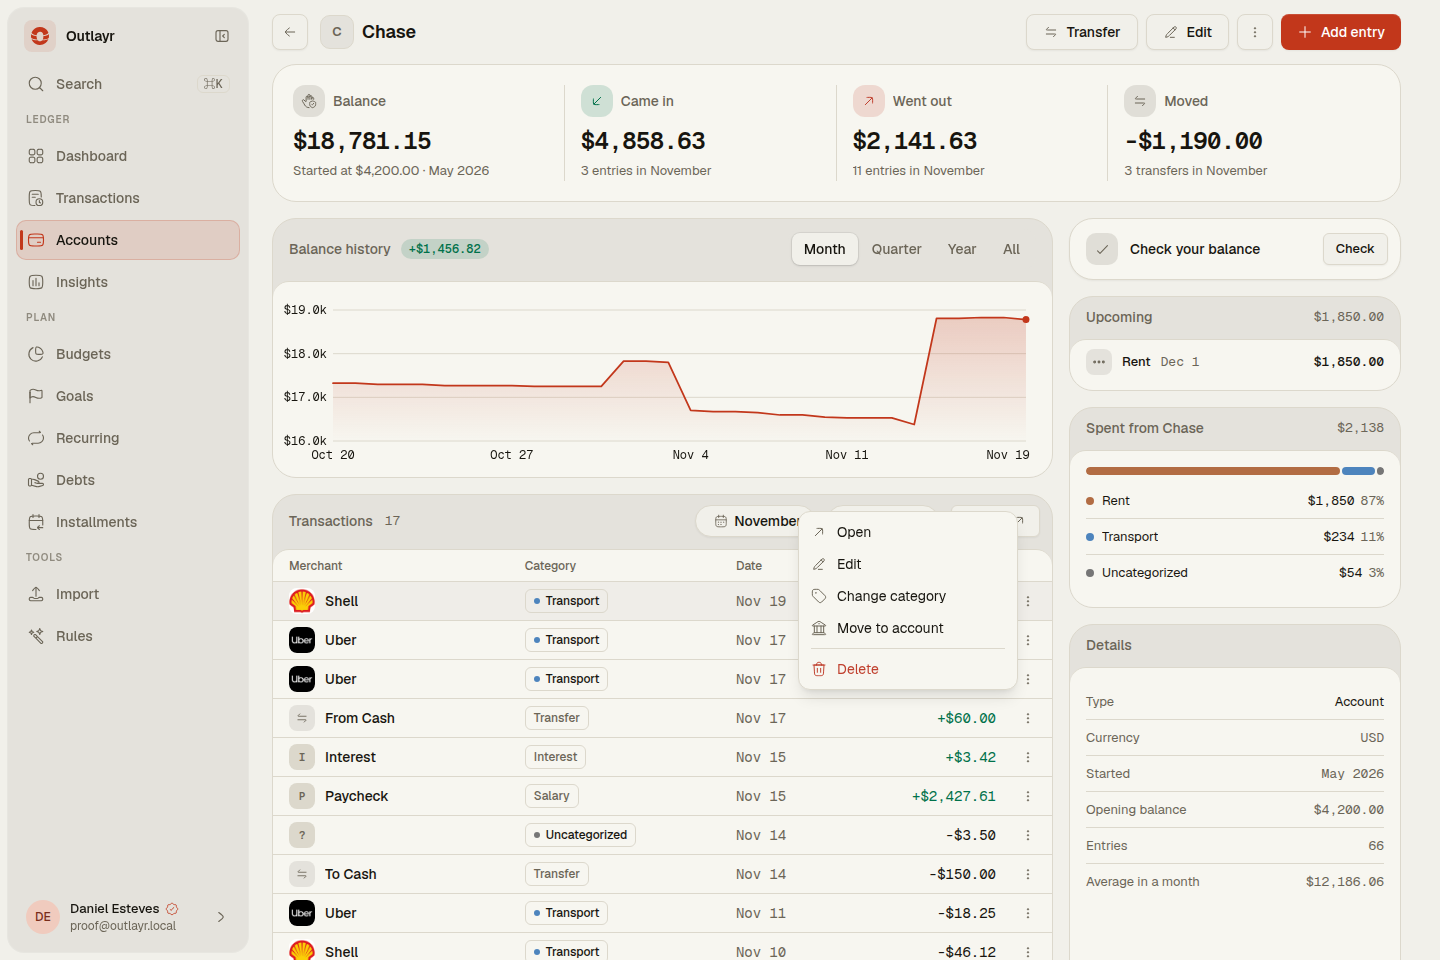 Outlayr
Search ⌘K
LEDGER
Dashboard
Transactions
Accounts
Insights
PLAN
Budgets
Goals
Recurring
Debts
Installments
TOOLS
Import
Rules
DE Daniel Esteves
proof@outlayr.local
C Chase
Transfer Edit Add entry
Balance
$18,781.15
Started at $4,200.00 · May 2026
Came in
$4,858.63
3 entries in November
Went out
$2,141.63
11 entries in November
Moved
-$1,190.00
3 transfers in November
Balance history +$1,456.82 Month Quarter Year All
$19.0k
$18.0k
$17.0k
$16.0k
Oct 20 Oct 27 Nov 4 Nov 11 Nov 19
Transactions 17 November
Merchant Category Date
Shell Transport Nov 19
Uber Uber Transport Nov 17
Uber Uber Transport Nov 17
From Cash Transfer Nov 17 +$60.00
I Interest Interest Nov 15 +$3.42
P Paycheck Salary Nov 15 +$2,427.61
? Uncategorized Nov 14 -$3.50
To Cash Transfer Nov 14 -$150.00
Uber Uber Transport Nov 11 -$18.25
Shell Transport Nov 10 -$46.12
Open
Edit
Change category
Move to account
Delete
Check your balance Check
Upcoming $1,850.00
Rent Dec 1 $1,850.00
Spent from Chase $2,138
Rent $1,850 87%
Transport $234 11%
Uncategorized $54 3%
Details
Type Account
Currency USD
Started May 2026
Opening balance $4,200.00
Entries 66
Average in a month $12,186.06